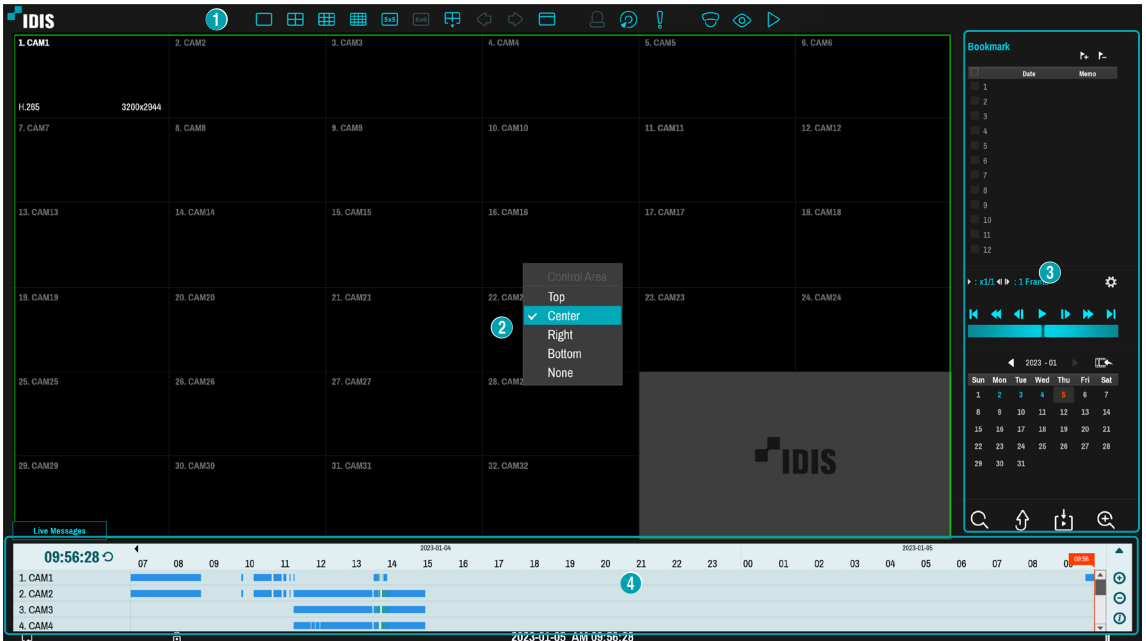 IDIS
1
5x5
6x6
1. CAM1
2. CAM2
3. CAM3
4. CAM4
5. CAM5
6. CAM6
H.265
3200x2944
7. CAM7
8. CAM8
9. CAM9
10. CAM10
11. CAM11
12. CAM12
13. CAM13
14. CAM14
15. CAM15
16. CAM16
17. CAM17
18. CAM18
19. CAM19
20. CAM20
21. CAM21
22. CAM2
23. CAM23
24. CAM24
25. CAM25
26. CAM26
27. CAM27
28. CAM2
29. CAM29
30. CAM30
31. CAM31
32. CAM32
Control Area
Top
2
Center
Right
Bottom
None
IDIS
Bookmark
Date Memo
1
2
3
4
5
6
7
8
9
10
11
12
3
: x1/1 : 1 Frame
2023 - 01
Sun Mon Tue Wed Thu Fri Sat
1 2 3 4 5 6 7
8 9 10 11 12 13 14
15 16 17 18 19 20 21
22 23 24 25 26 27 28
29 30 31
Live Messages
09:56:28
2023-01-04
2023-01-05
09:56
07 08 09 10 11 12 13 14 15 16 17 18 19 20 21 22 23 00 01 02 03 04 05 06 07 08
4
1. CAM1
2. CAM2
3. CAM3
4. CAM4
2023-01-05 AM 09:56:28